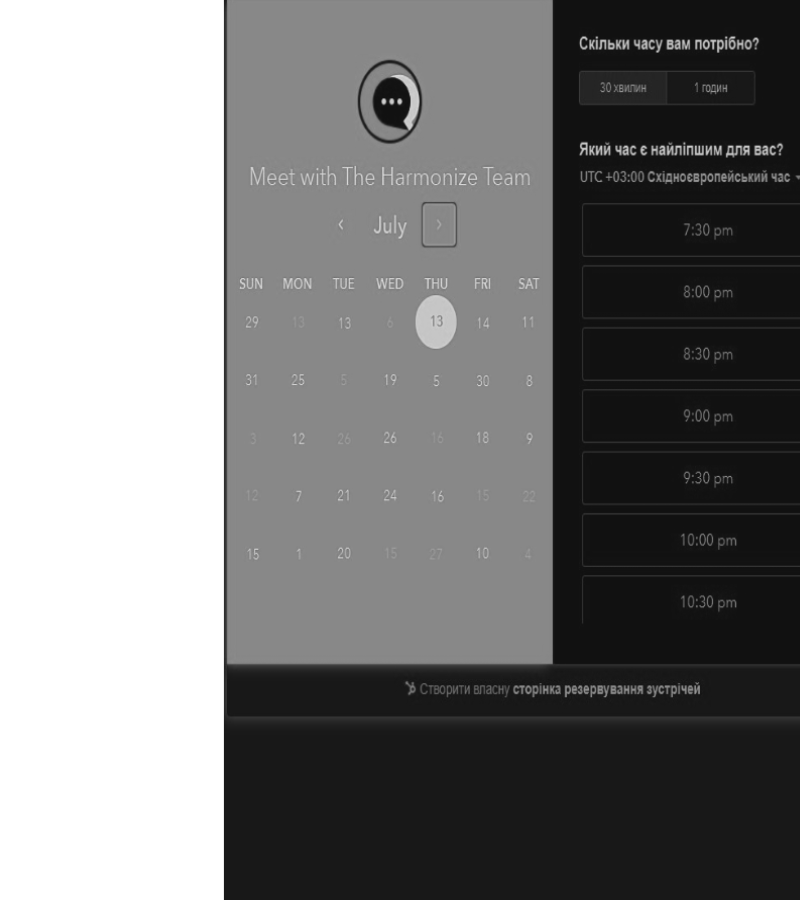 Meet with The Harmonize Team
‹ July ›
SUN MON TUE WED THU FRI SAT
29 13 13 6 13 14 11
31 25 5 19 5 30 8
3 12 26 26 16 18 9
12 7 21 24 16 15 22
15 1 20 15 27 10 4
Скільки часу вам потрібно?
30 хвилин 1 годин
Який час є найліпшим для вас?
UTC +03:00 Східноєвропейський час
7:30 pm
8:00 pm
8:30 pm
9:00 pm
9:30 pm
10:00 pm
10:30 pm
Створити власну сторінка резервування зустрічей